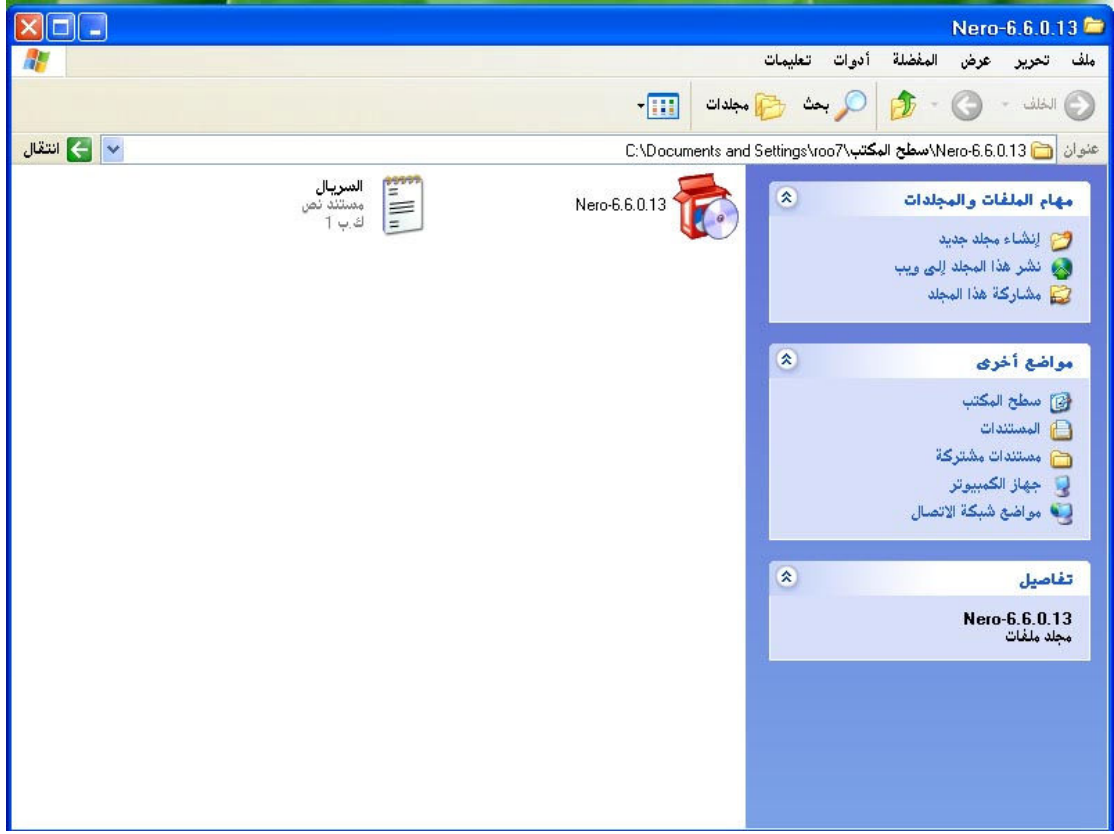 Nero-6.6.0.13
ملف تحرير عرض المفضلة أدوات تعليمات
الخلف بحث مجلدات
عنوان C:\Documents and Settings\roo7\سطح المكتب\Nero-6.6.0.13 انتقال
مهام الملفات والمجلدات
إنشاء مجلد جديد
نشر هذا المجلد إلى ويب
مشاركة هذا المجلد
مواضع أخرى
سطح المكتب
المستندات
مستندات مشتركة
جهاز الكمبيوتر
مواضع شبكة الاتصال
تفاصيل
Nero-6.6.0.13
مجلد ملفات
Nero-6.6.0.13
السريال
مستند نص
1 ك.ب